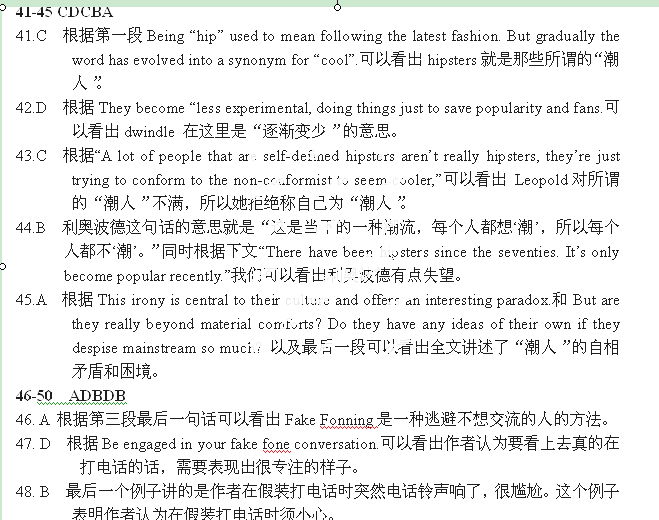 41-45 CDCBA
41.C 根据第一段 Being “hip” used to mean following the latest fashion. But gradually the
word has evolved into a synonym for “cool”.可以看出 hipsters 就是那些所谓的“潮
人”。
42.D 根据 They become “less experimental, doing things just to save popularity and fans.可
以看出 dwindle 在这里是“逐渐变少”的意思。
43.C 根据“A lot of people that are self-defined hipsters aren’t really hipsters, they’re just
trying to conform to the non-conformist to seem cooler,”可以看出 Leopold 对所谓
的“潮人”不满，所以她拒绝称自己为“潮人”。
44.B 利奥波德这句话的意思就是“这是当下的一种潮流，每个人都想‘潮’，所以每个
人都不‘潮’。”同时根据下文“There have been hipsters since the seventies. It’s only
become popular recently.”我们可以看出利奥波德有点失望。
45.A 根据 This irony is central to their culture and offers an interesting paradox.和 But are
they really beyond material comforts? Do they have any ideas of their own if they
despise mainstream so much? 以及最后一段可以看出全文讲述了“潮人”的自相
矛盾和困境。
46-50 ADBDB
46. A 根据第三段最后一句话可以看出 Fake Fonning 是一种逃避不想交流的人的方法。
47. D 根据 Be engaged in your fake fone conversation.可以看出作者认为要看上去真的在
打电话的话，需要表现出很专注的样子。
48. B 最后一个例子讲的是作者在假装打电话时突然电话铃声响了，很尴尬。这个例子
表明作者认为在假装打电话时须小心。